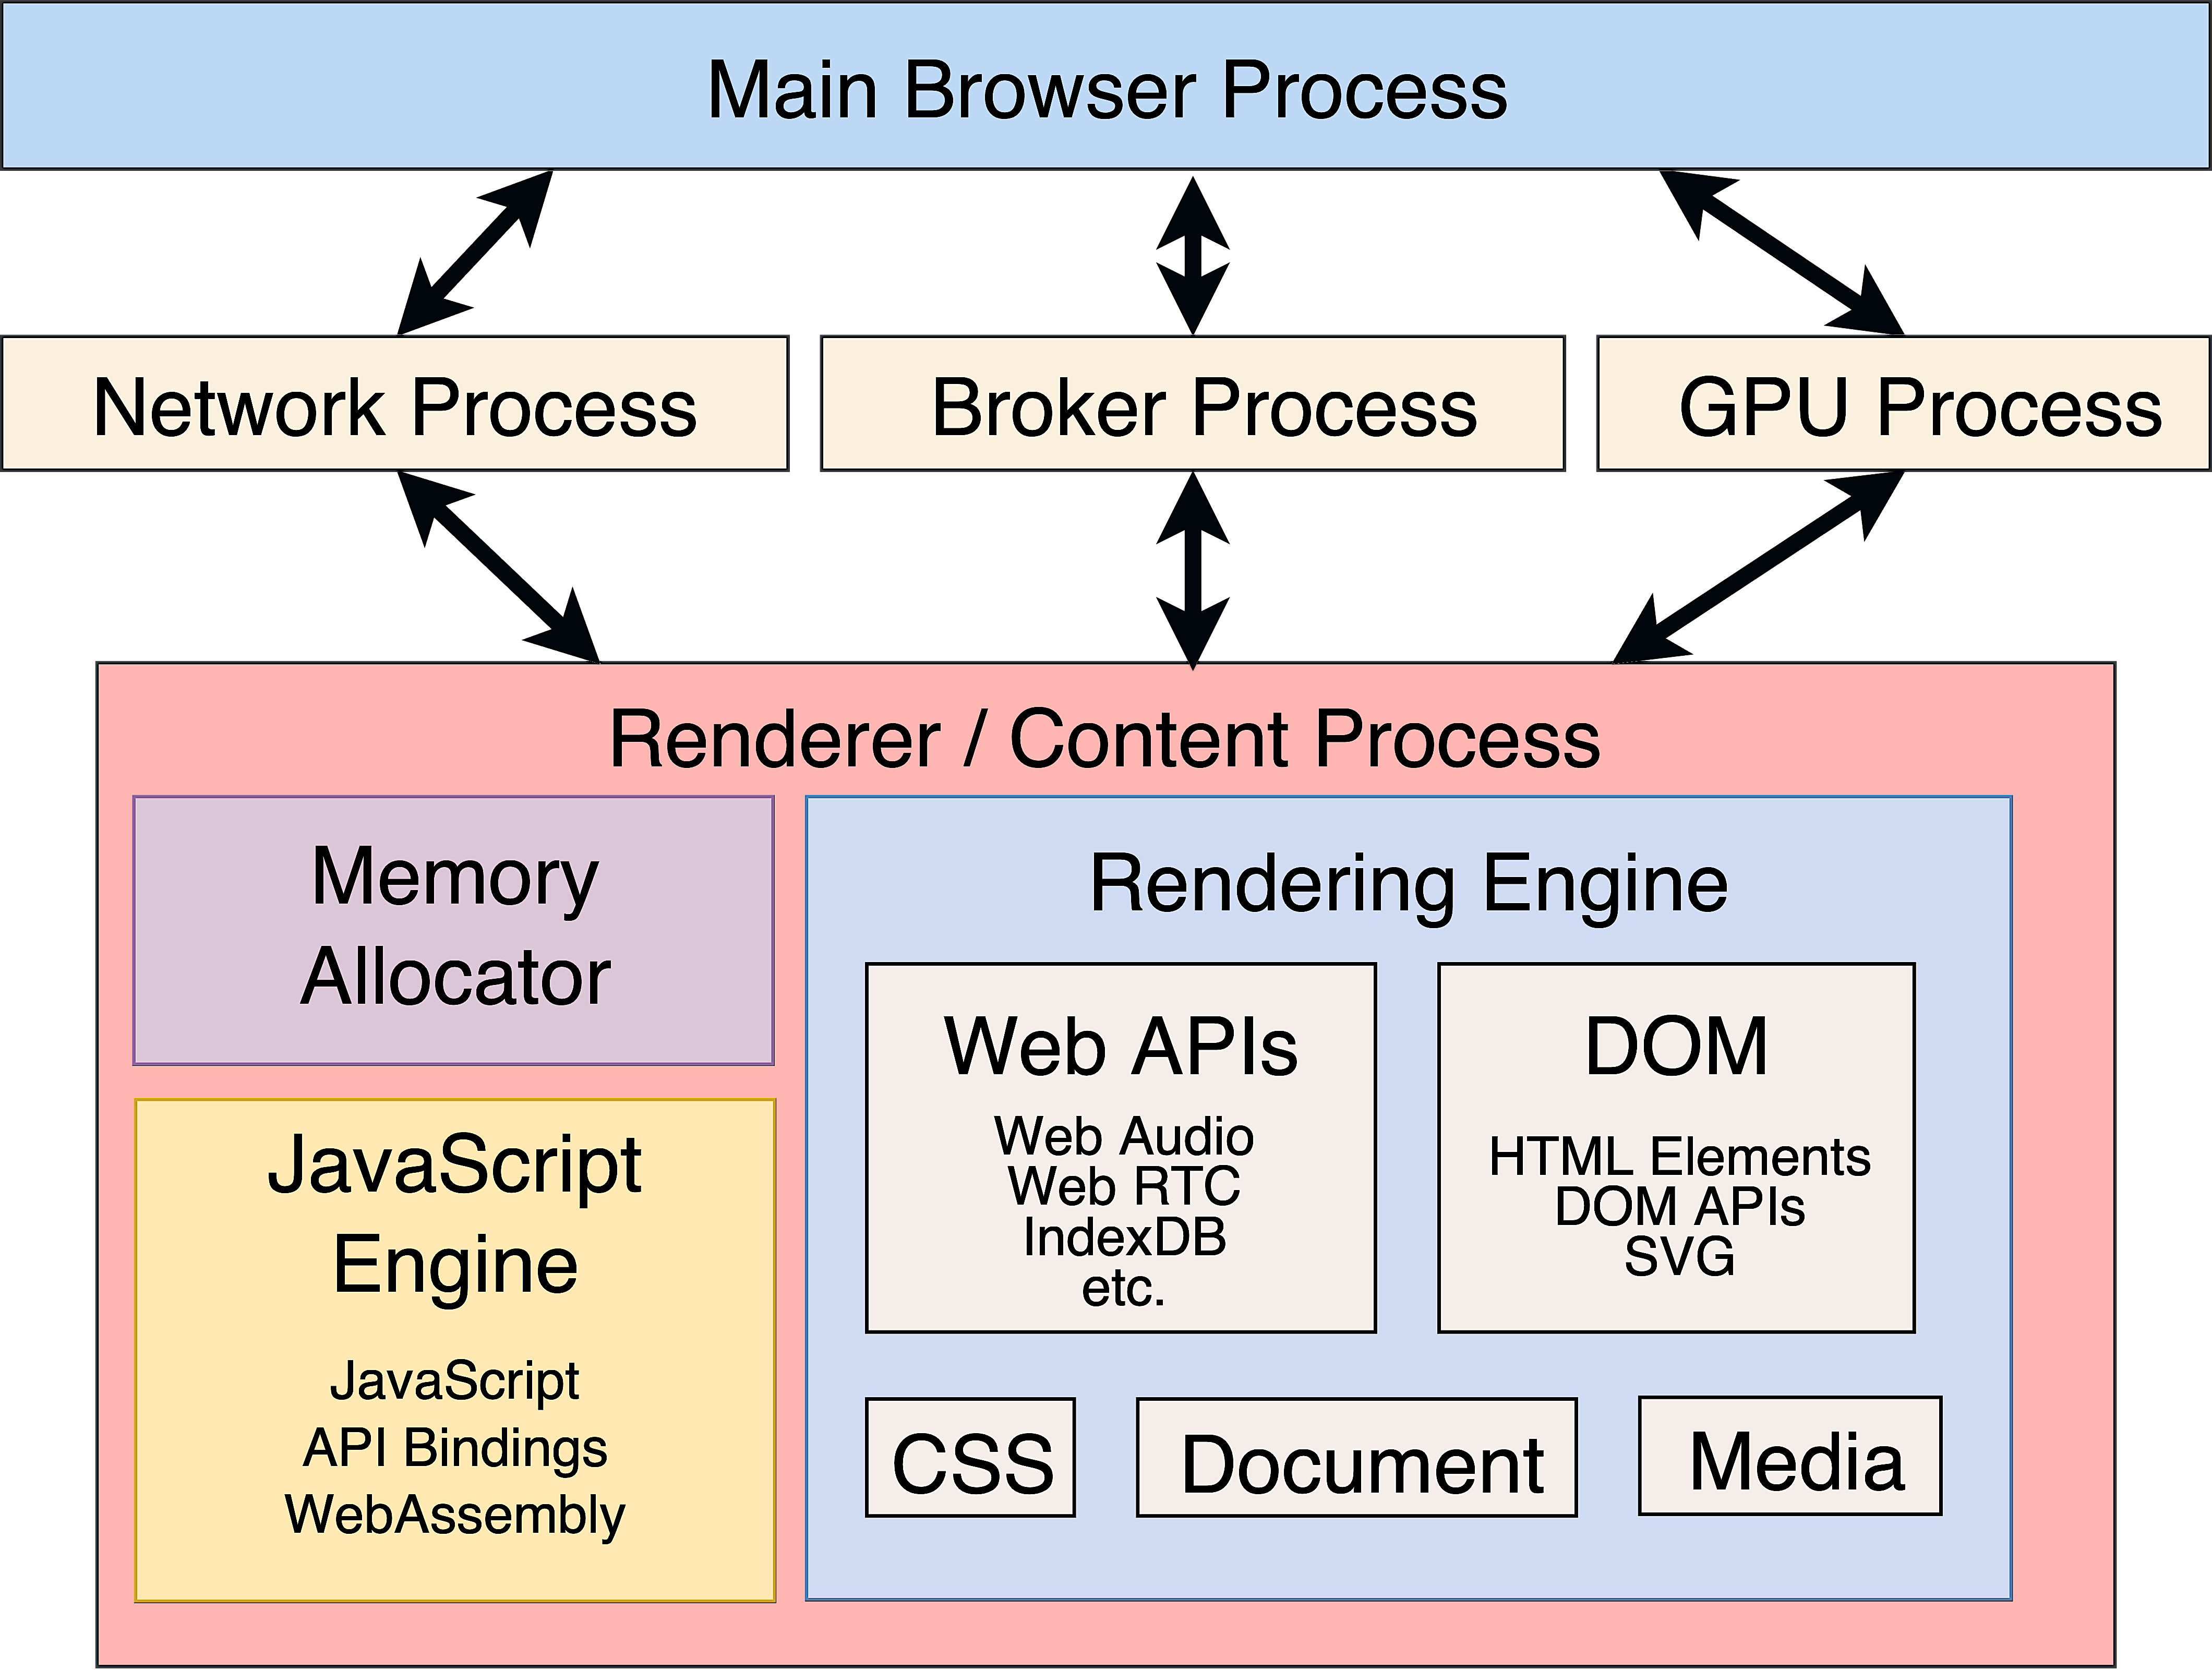 Main Browser Process
Network Process
Broker Process
GPU Process
Renderer / Content Process
Memory
Allocator
JavaScript
Engine
JavaScript
API Bindings
WebAssembly
Rendering Engine
Web APIs
Web Audio
Web RTC
IndexDB
etc.
DOM
HTML Elements
DOM APIs
SVG
CSS
Document
Media